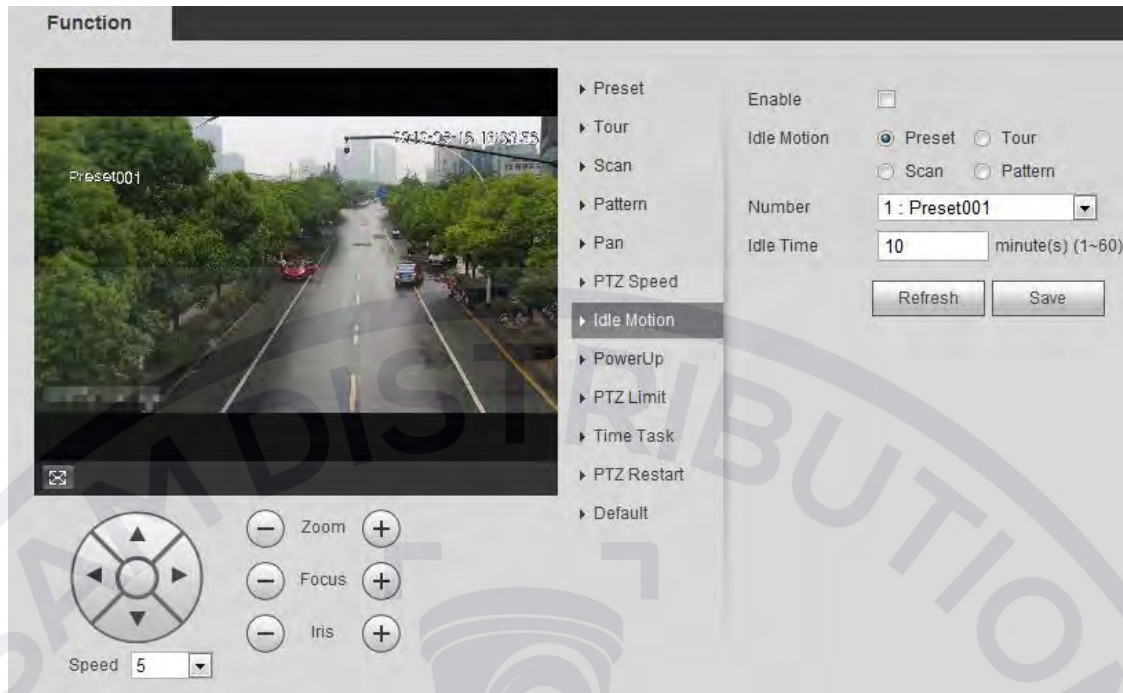 Function
Preset001
Preset
Tour
Scan
Pattern
Pan
PTZ Speed
Idle Motion
PowerUp
PTZ Limit
Time Task
PTZ Restart
Default
Enable
Idle Motion
Preset Tour
Scan Pattern
Number 1 : Preset001
Idle Time 10 minute(s) (1~60)
Refresh Save
Zoom
Focus
Iris
Speed 5
DISTRIBUTIO